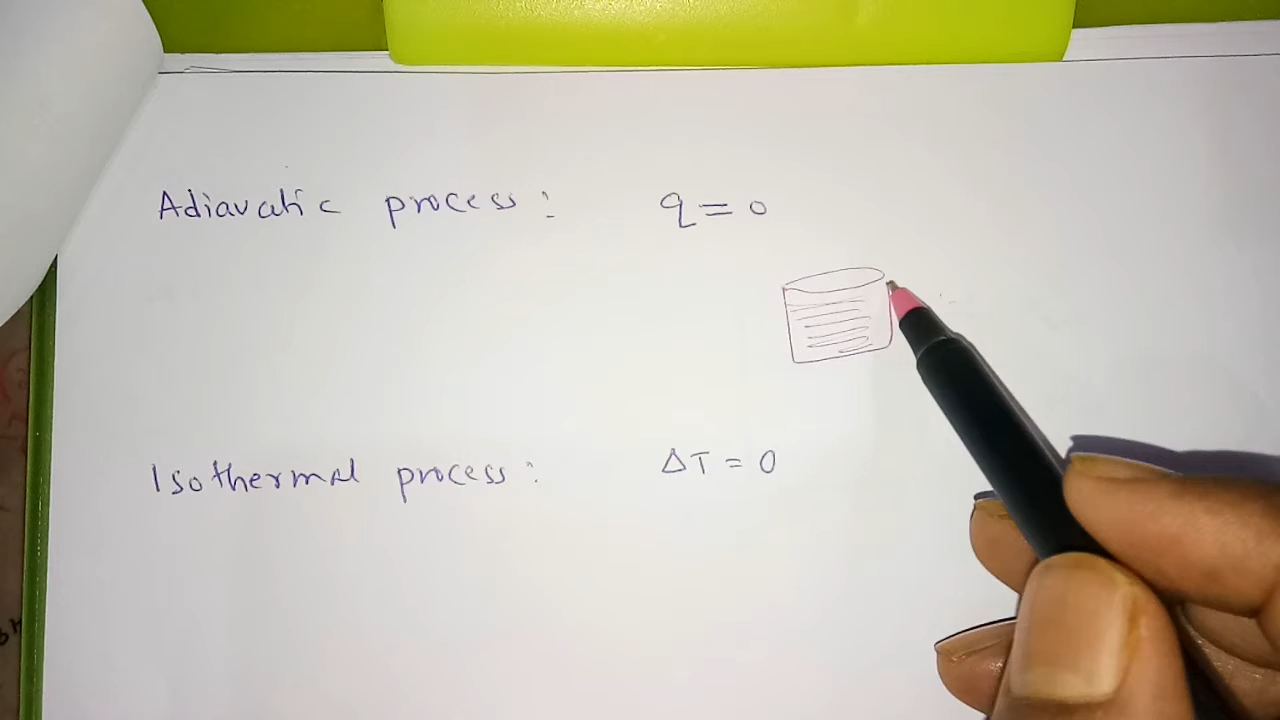 Adiavatic process: q = 0
Isothermal process: ΔT = 0